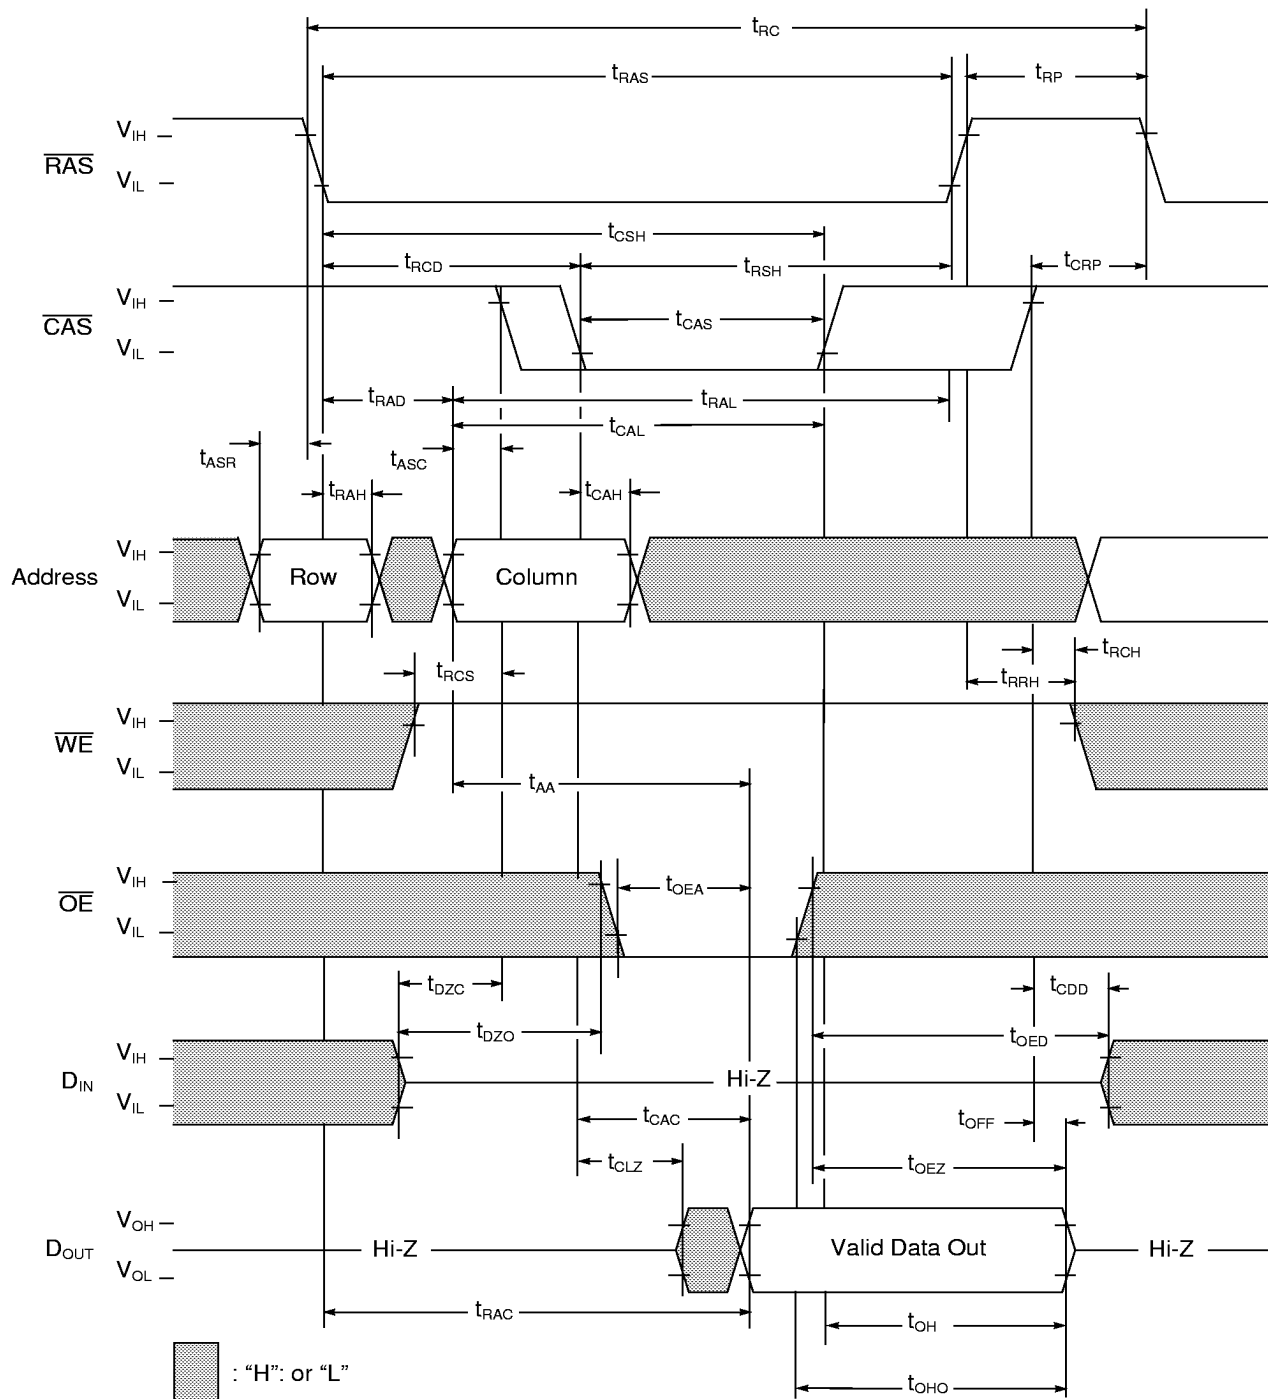 tRC
tRAS
tRP
VIH
RAS
VIL
tCSH
tRCD
tRSH
tCRP
VIH
CAS
tCAS
VIL
tRAD
tRAL
tCAL
tASR
tASC
tRAH
tCAH
VIH
Address
Row
Column
VIL
tRCH
tRCS
tRRH
VIH
WE
VIL
tAA
VIH
tOEA
OE
VIL
tDZC
tCDD
tDZO
tOED
VIH
DIN
Hi-Z
VIL
tCAC
tOFF
tCLZ
tOEZ
VOH
DOUT
Hi-Z
Valid Data Out
Hi-Z
VOL
tRAC
tOH
: “H”: or “L”
tOHO